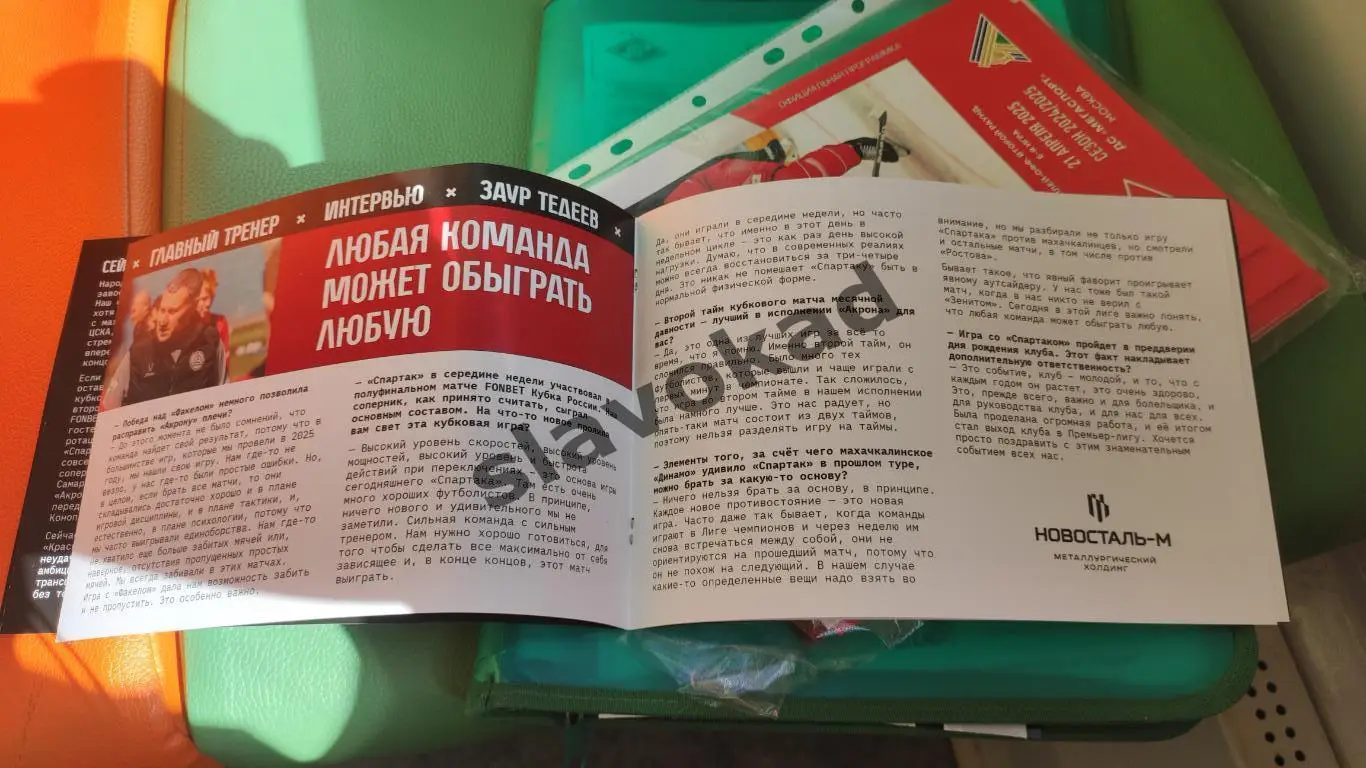 ГЛАВНЫЙ ТРЕНЕР × ИНТЕРВЬЮ × ЗАУР ТЕДЕЕВ ×
ЛЮБАЯ КОМАНДА
МОЖЕТ ОБЫГРАТЬ
ЛЮБУЮ
– Победа над «Факелом» немного позволила
расправить «Акрону» плечи?
– До этого момента не было сомнений, что
команда найдет свой результат, потому что в
большинстве игр, которые мы провели в 2025
году, мы нашли свою игру. Нам где-то не
везло, у нас где-то были простые ошибки. Но,
в целом, если брать все матчи, то они
складывались достаточно хорошо и в плане
игровой дисциплины, и в плане тактики, и,
естественно, в плане психологии, потому что
мы часто выигрывали единоборства. Нам где-то
не хватило еще больше забитых мячей или,
наверное, отсутствия пропущенных простых
мячей. Мы всегда забивали в этих матчах.
Игра с «Факелом» дала нам возможность забить
и не пропустить. Это особенно важно.
– «Спартак» в середине недели участвовал в
полуфинальном матче FONBET Кубка России. Наш
соперник, как принято считать, сыграл
основным составом. На что-то новое пролила
вам свет эта кубковая игра?
– Высокий уровень скоростей, высокий уровень
мощностей, высокий уровень и быстрота
действий при переключениях – это основа игры
сегодняшнего «Спартака». Там есть очень
много хороших футболистов. В принципе,
ничего нового и удивительного мы не
заметили. Сильная команда с сильным
тренером. Нам нужно хорошо готовиться, для
того чтобы сделать все максимально от себя
зависящее и, в конце концов, этот матч
выиграть.
Да, они играли в середине недели, но часто
так бывает, что именно в этот день в
недельном цикле – это как раз день высокой
нагрузки. Думаю, что в современных реалиях
можно всегда восстановиться за три-четыре
дня. Это никак не помешает «Спартаку» быть в
нормальной физической форме.
– Второй тайм кубкового матча месячной
давности – лучший в исполнении «Акрона» для
вас?
– Да, это одна из лучших игр за все то
время, что я помню. Именно второй тайм, он
сложился правильно. Было много тех
футболистов, которые вышли и чаще играли с
первых минут в чемпионате. Так сложилось,
что игра во втором тайме в нашем исполнении
была намного лучше. Это нас радует, но
опять-таки матч состоит из двух таймов,
поэтому нельзя разделять игру на таймы.
– Элементы того, за счёт чего махачкалинское
«Динамо» удивило «Спартак» в прошлом туре,
можно брать за какую-то основу?
– Ничего нельзя брать за основу, в принципе.
Каждое новое противостояние – это новая
игра. Часто даже так бывает, когда команды
играют в Лиге чемпионов и через неделю им
снова встречаться между собой, они не
ориентируются на прошедший матч, потому что
он не похож на следующий. В нашем случае
какие-то определенные вещи надо взять во
внимание, но мы разбирали не только игру
«Спартака» против махачкалинцев, но смотрели
и остальные матчи, в том числе против
«Ростова».
Бывает такое, что явный фаворит проигрывает
явному аутсайдеру. У нас тоже был такой
матч, когда в нас никто не верил с
«Зенитом». Сегодня в этой лиге важно понять,
что любая команда может обыграть любую.
– Игра со «Спартаком» пройдет в преддверии
дня рождения клуба. Этот факт накладывает
дополнительную ответственность?
– Это событие, клуб – молодой, и то, что с
каждым годом он растет, это очень здорово.
Это, прежде всего, важно и для болельщика, и
для руководства клуба, и для нас для всех.
Была проделана огромная работа, и её итогом
стал выход клуба в Премьер-лигу. Хочется
просто поздравить с этим знаменательным
событием всех нас.
НОВОСТАЛЬ-М
МЕТАЛЛУРГИЧЕСКИЙ
ХОЛДИНГ
21 АПРЕЛЯ 2025
СЕЗОН 2024/2025
ДС «МЕГАСПОРТ»
МОСКВА
slavokad